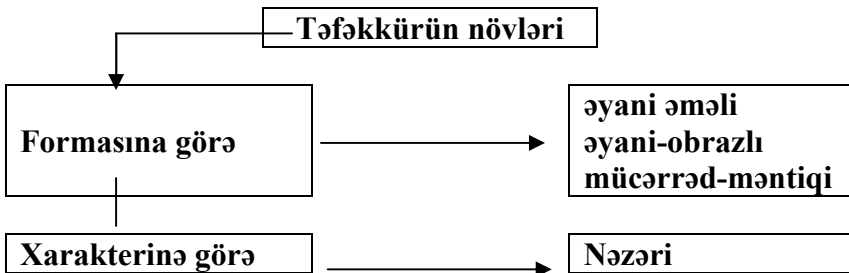 Təfəkkürün növləri
Formasına görə
əyani əməli
əyani-obrazlı
mücərrəd-məntiqi
Xarakterinə görə
Nəzəri